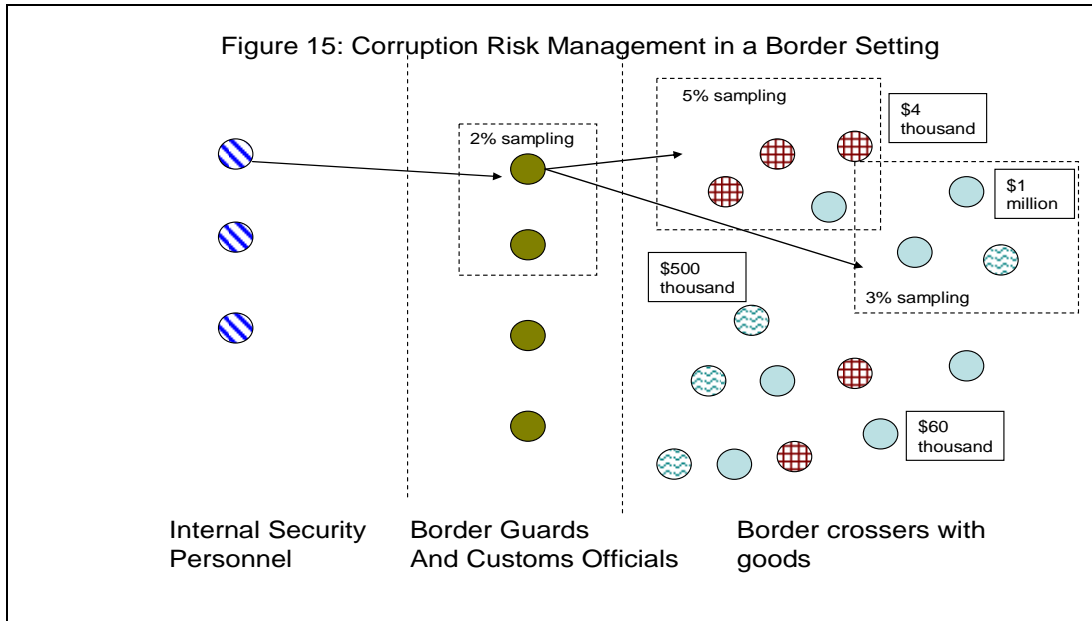 Figure 15: Corruption Risk Management in a Border Setting
5% sampling
$4
thousand
2% sampling
$1
million
$500
thousand
3% sampling
$60
thousand
Internal Security
Personnel
Border Guards
And Customs Officials
Border crossers with
goods